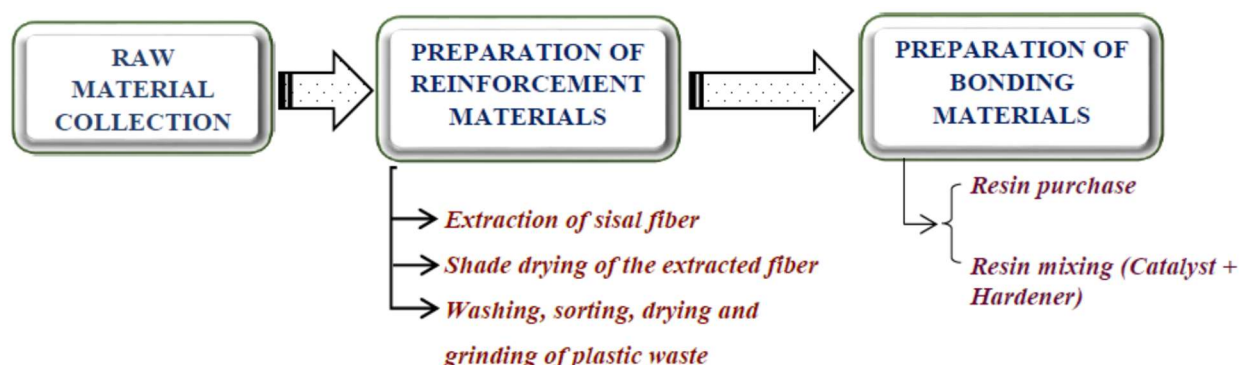 RAW
MATERIAL
COLLECTION
PREPARATION OF
REINFORCEMENT
MATERIALS
Extraction of sisal fiber
Shade drying of the extracted fiber
Washing, sorting, drying and
grinding of plastic waste
PREPARATION OF
BONDING
MATERIALS
Resin purchase
Resin mixing (Catalyst +
Hardener)